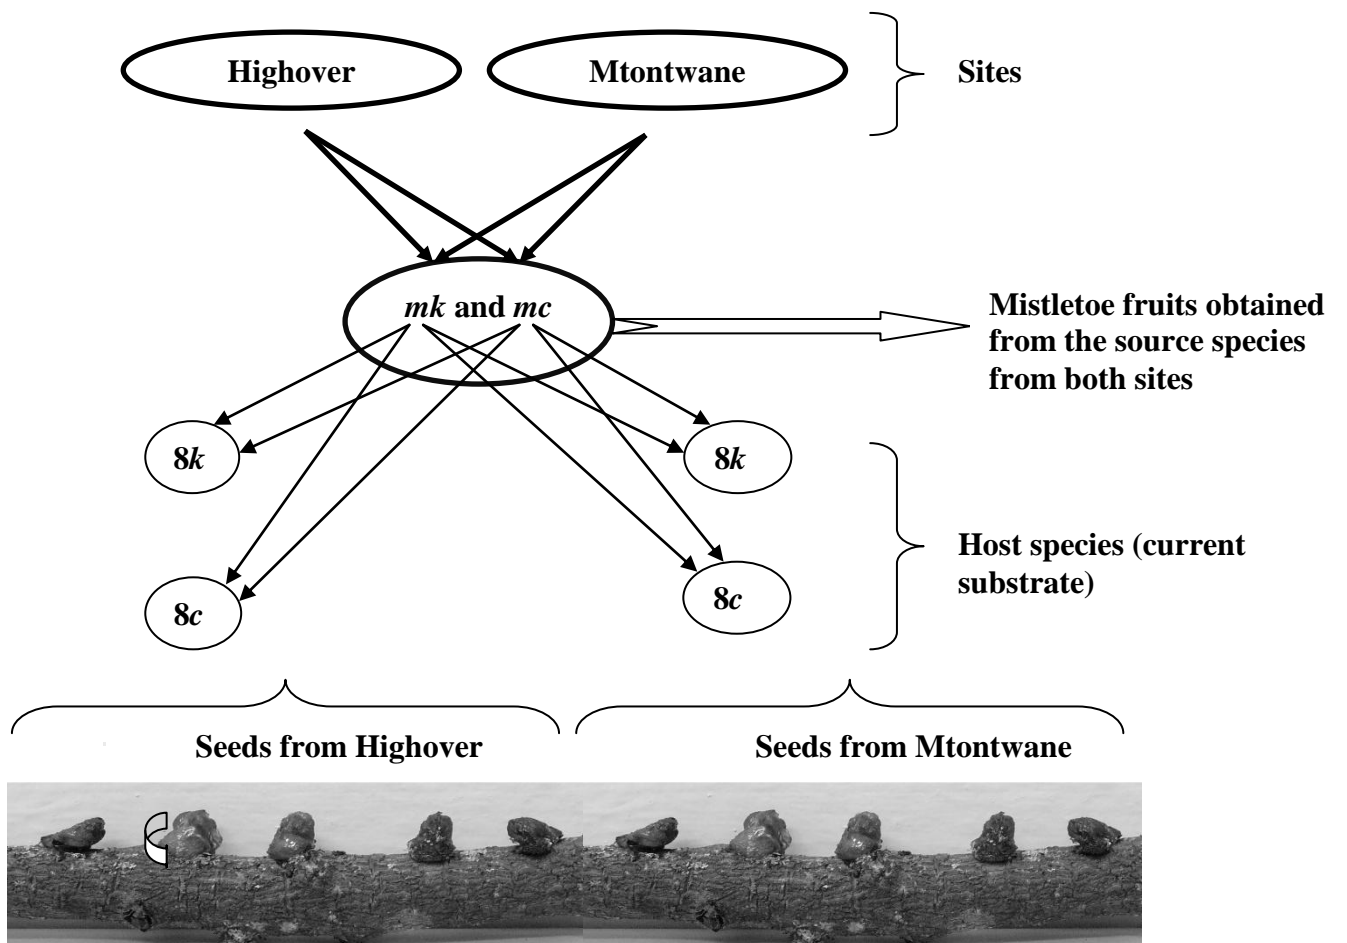 Highover
Mtontwane
Sites
mk and mc
Mistletoe fruits obtained
from the source species
from both sites
8k
8k
Host species (current
substrate)
8c
8c
Seeds from Highover
Seeds from Mtontwane